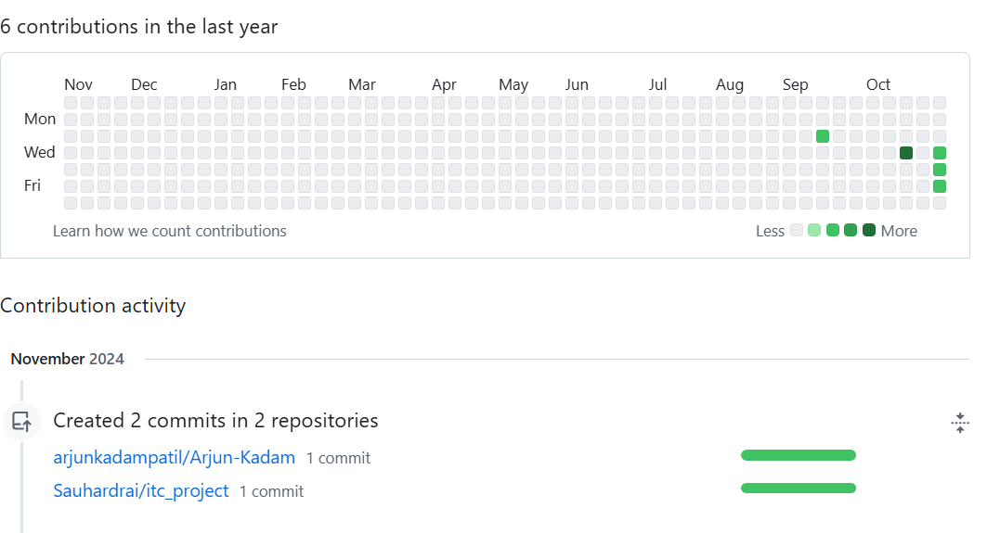 6 contributions in the last year
Nov Dec Jan Feb Mar Apr May Jun Jul Aug Sep Oct
Mon
Wed
Fri
Learn how we count contributions Less More
Contribution activity
November 2024
Created 2 commits in 2 repositories
arjunkadampatil/Arjun-Kadam 1 commit
Sauhardrai/itc_project 1 commit